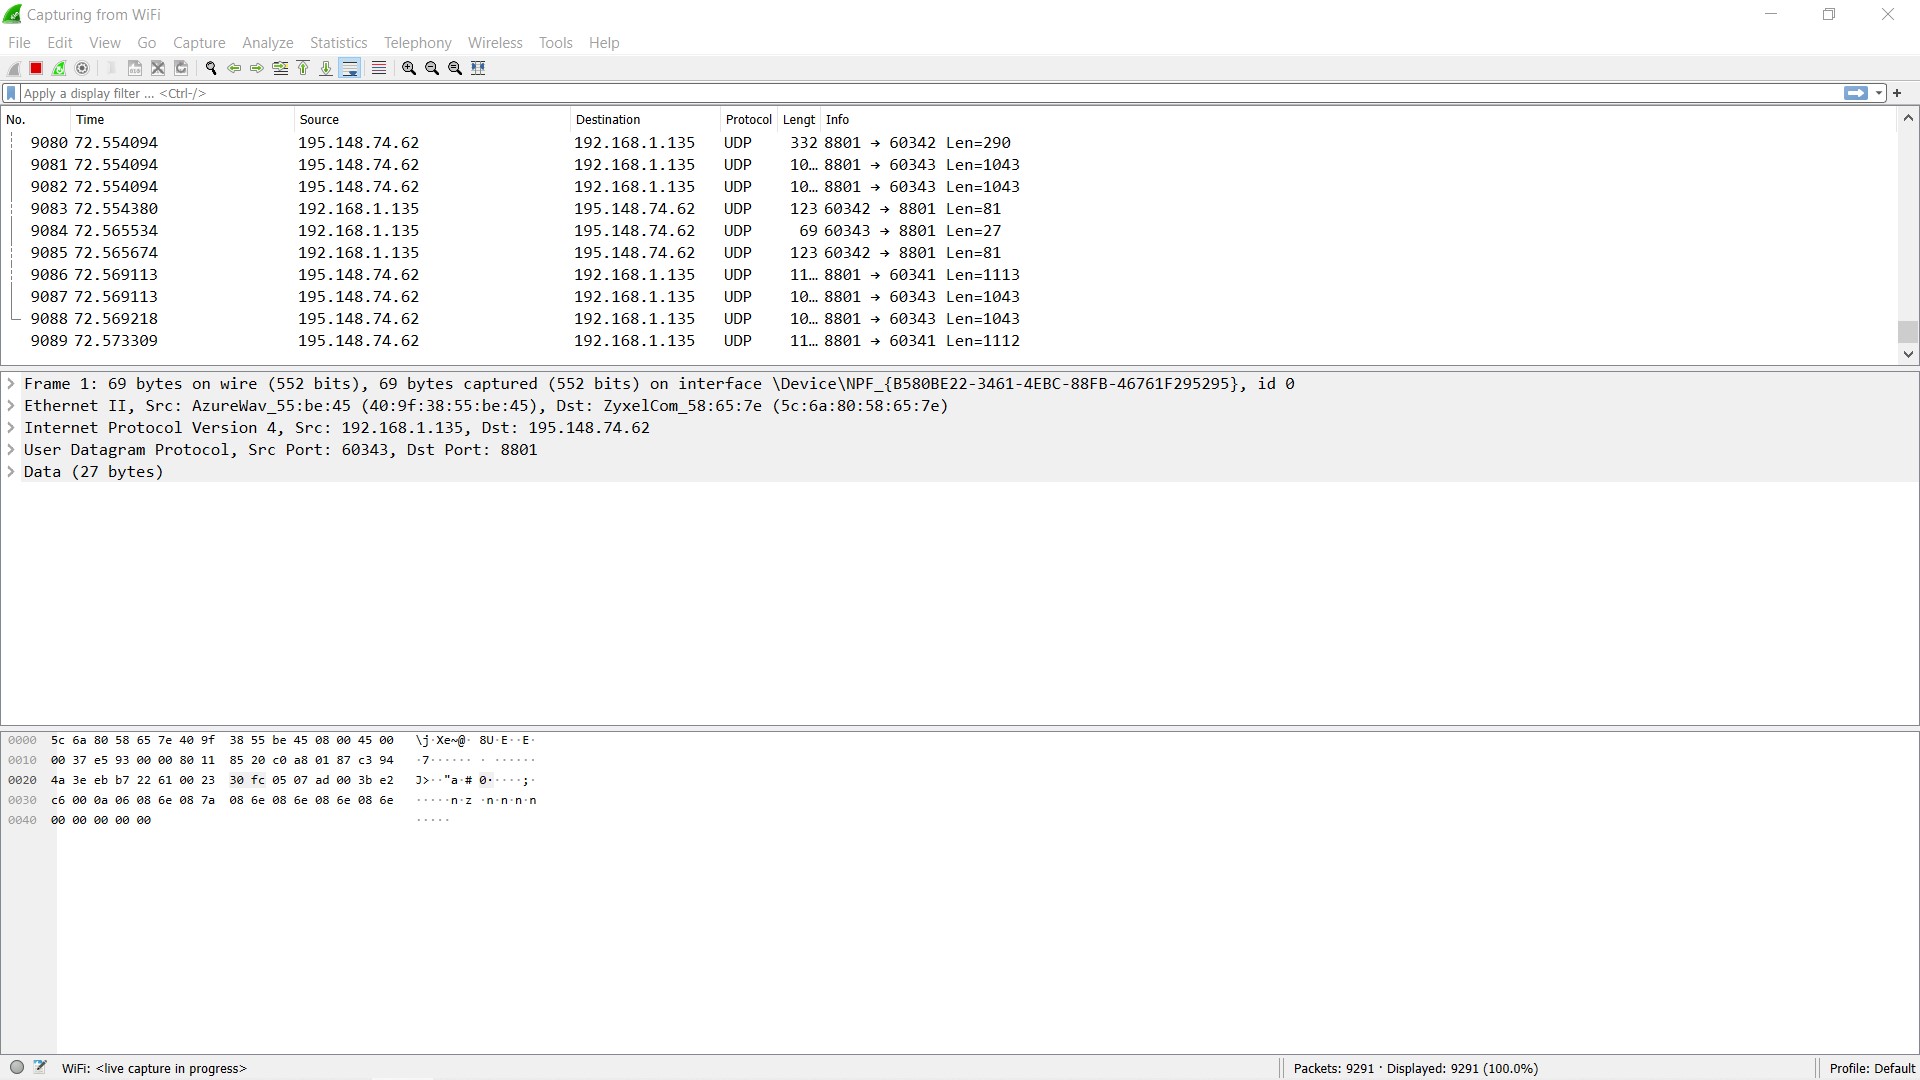 Capturing from WiFi
File Edit View Go Capture Analyze Statistics Telephony Wireless Tools Help
Apply a display filter ... <Ctrl-/>
No. Time Source Destination Protocol Lengt Info
9080 72.554094 195.148.74.62 192.168.1.135 UDP 332 8801 → 60342 Len=290
9081 72.554094 195.148.74.62 192.168.1.135 UDP 10… 8801 → 60343 Len=1043
9082 72.554094 195.148.74.62 192.168.1.135 UDP 10… 8801 → 60343 Len=1043
9083 72.554380 192.168.1.135 195.148.74.62 UDP 123 60342 → 8801 Len=81
9084 72.565534 192.168.1.135 195.148.74.62 UDP 69 60343 → 8801 Len=27
9085 72.565674 192.168.1.135 195.148.74.62 UDP 123 60342 → 8801 Len=81
9086 72.569113 195.148.74.62 192.168.1.135 UDP 11… 8801 → 60341 Len=1113
9087 72.569113 195.148.74.62 192.168.1.135 UDP 10… 8801 → 60343 Len=1043
9088 72.569218 195.148.74.62 192.168.1.135 UDP 10… 8801 → 60343 Len=1043
9089 72.573309 195.148.74.62 192.168.1.135 UDP 11… 8801 → 60341 Len=1112
Frame 1: 69 bytes on wire (552 bits), 69 bytes captured (552 bits) on interface \Device\NPF_{B580BE22-3461-4EBC-88FB-46761F295295}, id 0
Ethernet II, Src: AzureWav_55:be:45 (40:9f:38:55:be:45), Dst: ZyxelCom_58:65:7e (5c:6a:80:58:65:7e)
Internet Protocol Version 4, Src: 192.168.1.135, Dst: 195.148.74.62
User Datagram Protocol, Src Port: 60343, Dst Port: 8801
Data (27 bytes)
0000 5c 6a 80 58 65 7e 40 9f 38 55 be 45 08 00 45 00 \j·Xe~@· 8U·E··E·
0010 00 37 e5 93 00 00 80 11 85 20 c0 a8 01 87 c3 94 ·7······ · ······
0020 4a 3e eb b7 22 61 00 23 30 fc 05 07 ad 00 3b e2 J>··"a·# 0·····;·
0030 c6 00 0a 06 08 6e 08 7a 08 6e 08 6e 08 6e 08 6e ·····n·z ·n·n·n·n
0040 00 00 00 00 00 ·····
WiFi: <live capture in progress> Packets: 9291 · Displayed: 9291 (100.0%) Profile: Default